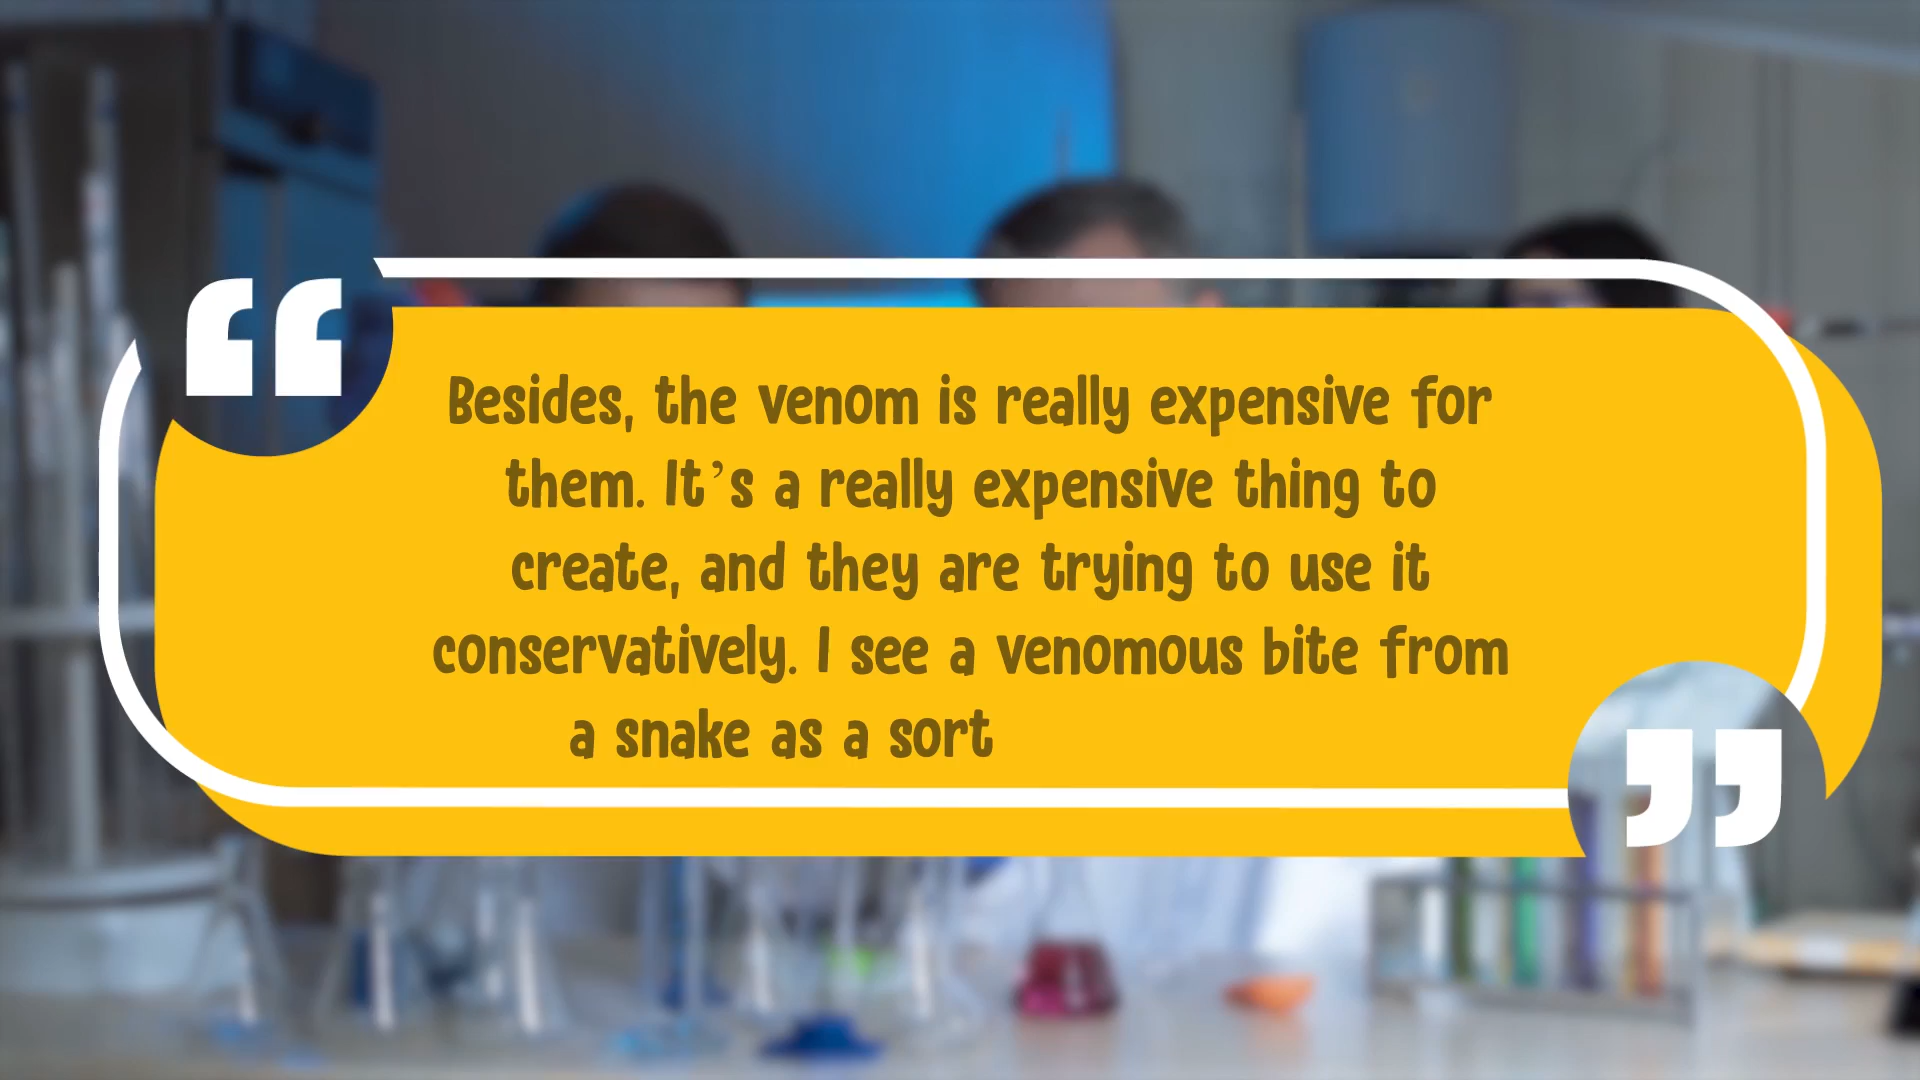 Besides, the venom is really expensive for
them. It’s a really expensive thing to
create, and they are trying to use it
conservatively. I see a venomous bite from
a snake as a sort